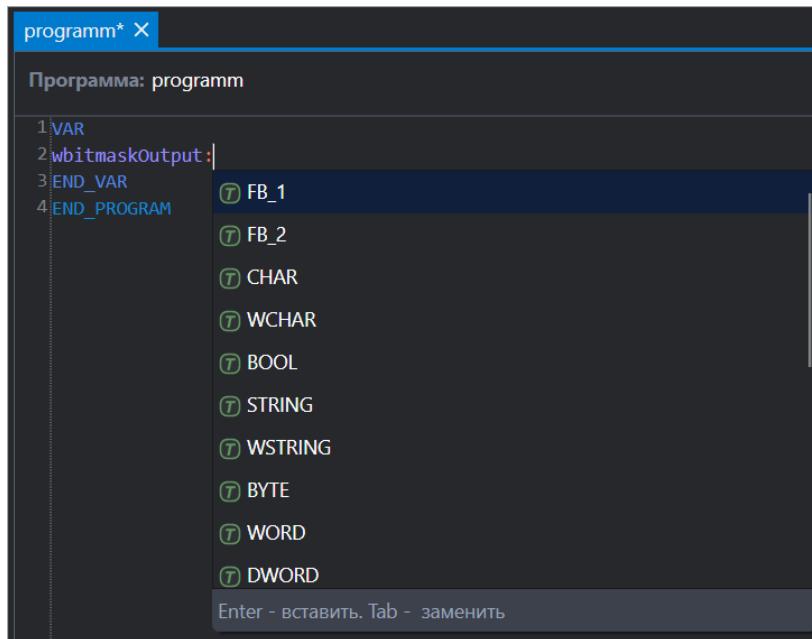 programm* ✕
Программа: programm
1 VAR
2 wbitmaskOutput:
3 END_VAR
4 END_PROGRAM
T FB_1
T FB_2
T CHAR
T WCHAR
T BOOL
T STRING
T WSTRING
T BYTE
T WORD
T DWORD
Enter - вставить. Tab - заменить